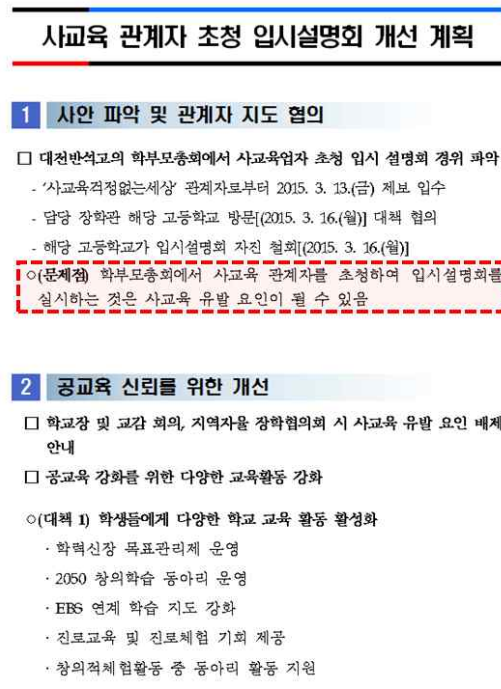 사교육 관계자 초청 입시설명회 개선 계획
1 사안 파악 및 관계자 지도 협의
□ 대전반석고의 학부모총회에서 사교육업자 초청 입시 설명회 경위 파악
- ‘사교육걱정없는세상’ 관계자로부터 2015. 3. 13.(금) 제보 입수
- 담당 장학관 해당 고등학교 방문[(2015. 3. 16.(월)] 대책 협의
- 해당 고등학교가 입시설명회 자진 철회[(2015. 3. 16.(월)]
○(문제점) 학부모총회에서 사교육 관계자를 초청하여 입시설명회를
실시하는 것은 사교육 유발 요인이 될 수 있음
2 공교육 신뢰를 위한 개선
□ 학교장 및 교감 회의, 지역자율 장학협의회 시 사교육 유발 요인 배제
안내
□ 공교육 강화를 위한 다양한 교육활동 강화
○(대책 1) 학생들에게 다양한 학교 교육 활동 활성화
· 학력신장 목표관리제 운영
· 2050 창의학습 동아리 운영
· EBS 연계 학습 지도 강화
· 진로교육 및 진로체험 기회 제공
· 창의적체험활동 중 동아리 활동 지원